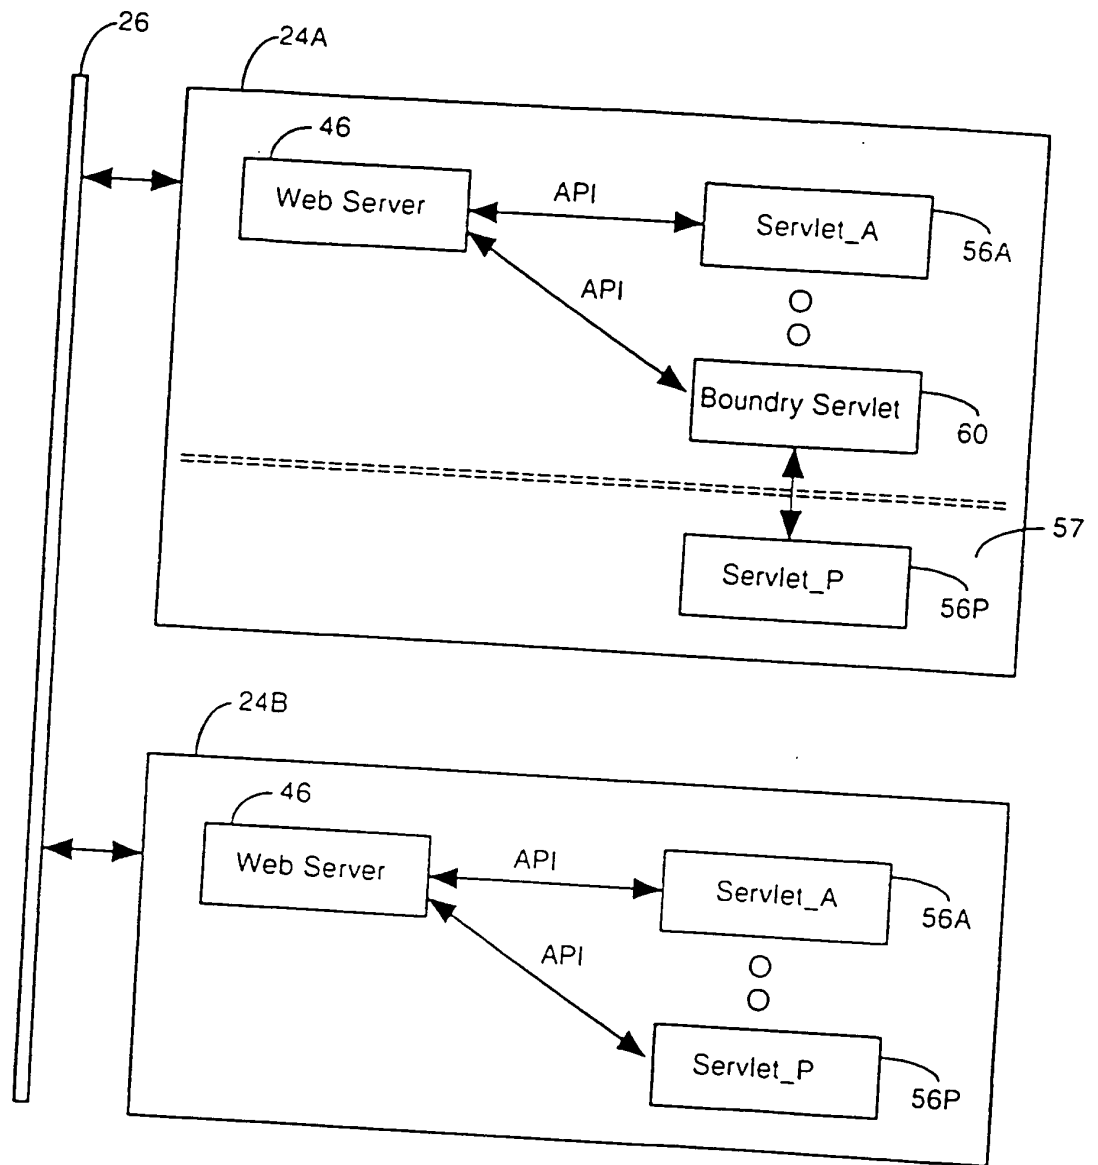 26
24A
46
Web Server
API
Servlet_A
56A
API
Boundry Servlet
60
57
Servlet_P
56P
24B
46
Web Server
API
Servlet_A
56A
API
Servlet_P
56P